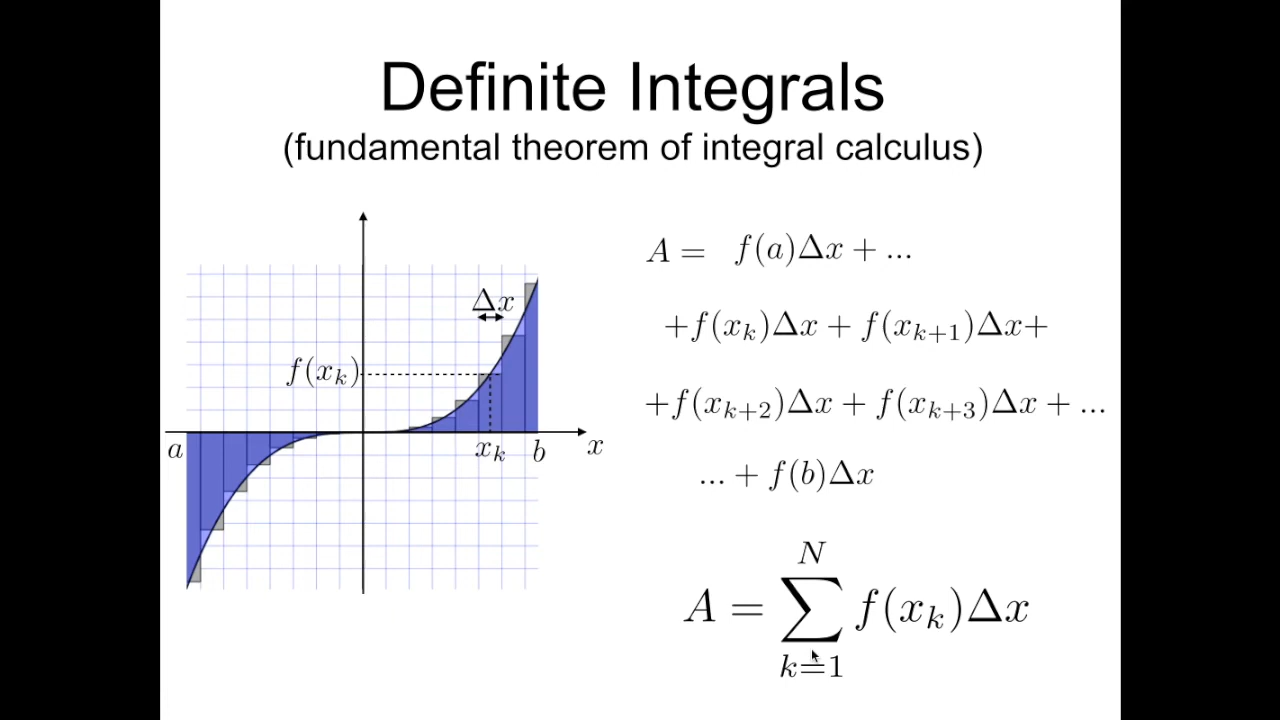 Definite Integrals
(fundamental theorem of integral calculus)
A = f(a)Δx + ...
+f(x_k)Δx + f(x_{k+1})Δx+
+f(x_{k+2})Δx + f(x_{k+3})Δx + ...
... + f(b)Δx
A = \sum_{k=1}^{N} f(x_k)Δx
Δx
f(x_k)
a
x_k
b
x